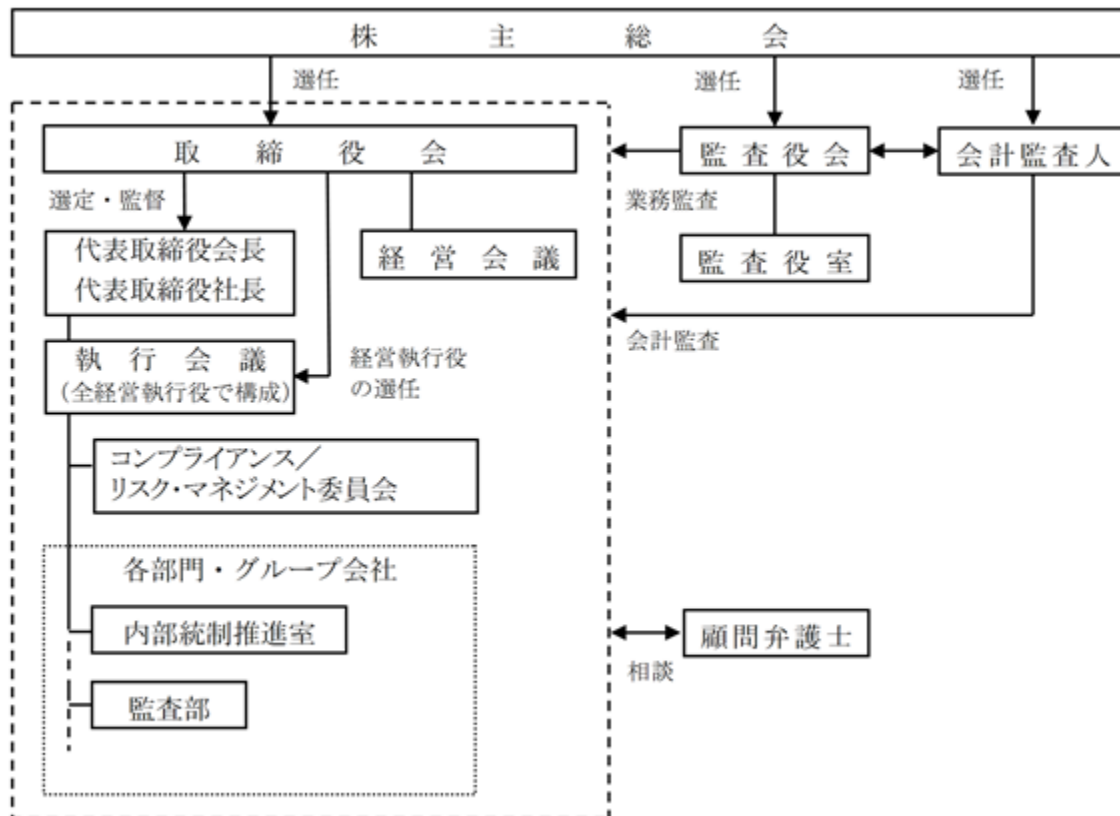 株主総会
選任
選任
選任
取締役会
監査役会
会計監査人
選定・監督
業務監査
代表取締役会長
代表取締役社長
経営会議
監査役室
執行会議
(全経営執行役で構成)
経営執行役
の選任
会計監査
コンプライアンス／
リスク・マネジメント委員会
各部門・グループ会社
内部統制推進室
顧問弁護士
相談
監査部